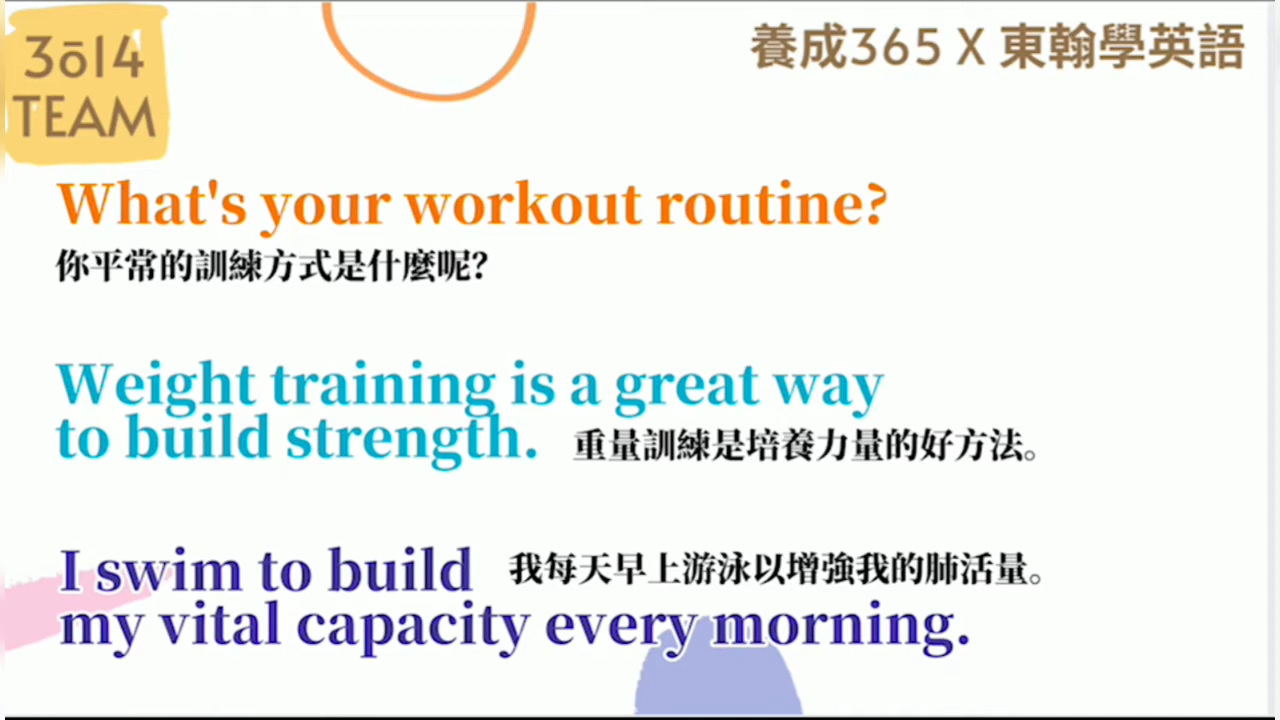 3ō14
TEAM
養成365 X 東翰學英語
What's your workout routine?
你平常的訓練方式是什麼呢?
Weight training is a great way
to build strength.
重量訓練是培養力量的好方法。
I swim to build
我每天早上游泳以增強我的肺活量。
my vital capacity every morning.